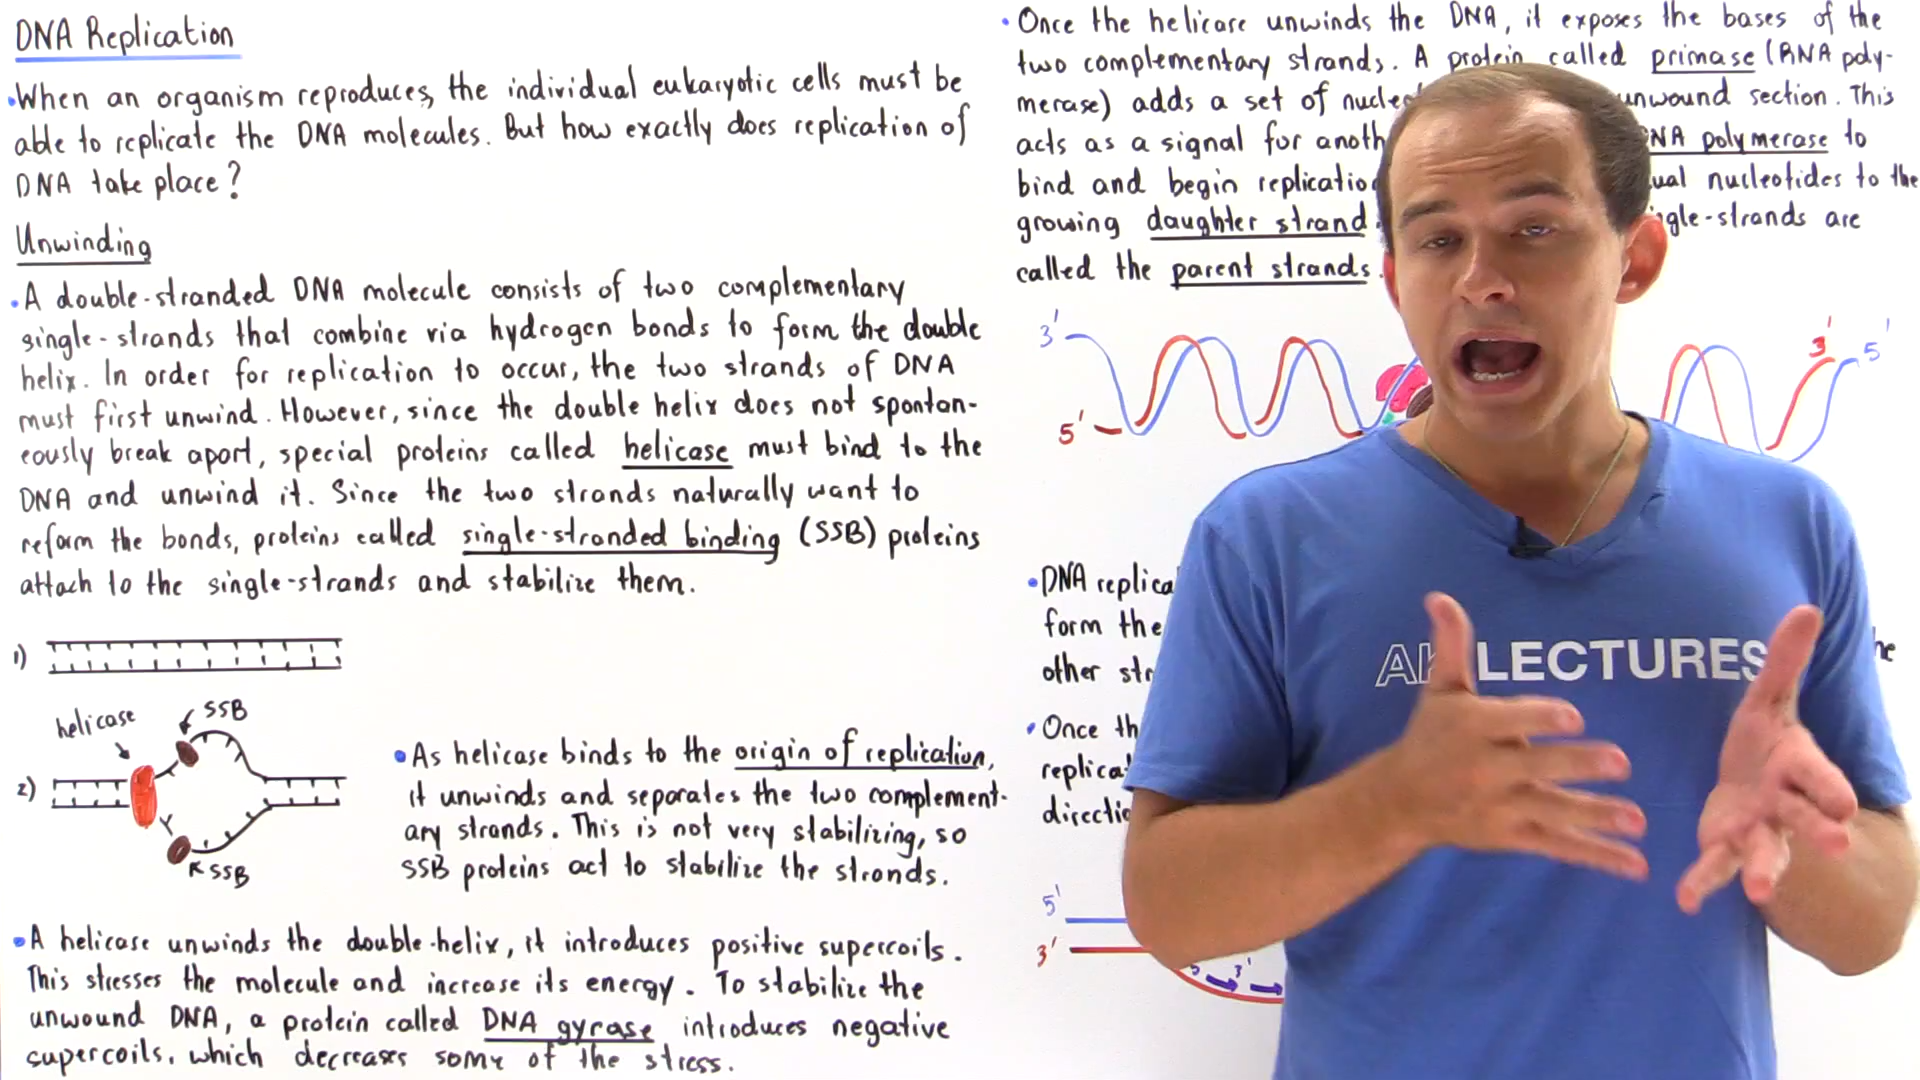 DNA Replication
•When an organism reproduces, the individual eukaryotic cells must be
able to replicate the DNA molecules. But how exactly does replication of
DNA take place?
Unwinding
•A double-stranded DNA molecule consists of two complementary
single-strands that combine via hydrogen bonds to form the double
helix. In order for replication to occur, the two strands of DNA
must first unwind. However, since the double helix does not spontan-
eously break apart, special proteins called helicase must bind to the
DNA and unwind it. Since the two strands naturally want to
reform the bonds, proteins called single-stranded binding (SSB) proteins
attach to the single-strands and stabilize them.
1)
helicase
SSB
2)
SSB
•As helicase binds to the origin of replication,
it unwinds and separates the two complement-
ary strands. This is not very stabilizing, so
SSB proteins act to stabilize the strands.
•A helicase unwinds the double-helix, it introduces positive supercoils.
This stresses the molecule and increase its energy. To stabilize the
unwound DNA, a protein called DNA gyrase introduces negative
supercoils, which decreases some of the stress.
•Once the helicase unwinds the DNA, it exposes the bases of the
two complementary strands. A protein called primase (RNA poly-
merase) adds a set of unwound section. This
acts as a signal for polymerase to
bind and begin nucleotides to the
growing daughter strand single-strands are
called the parent strands.
3' 3' 5'
5'
•DNA
form the
other
•Once
5'
3'
5 3'
AK LECTURES